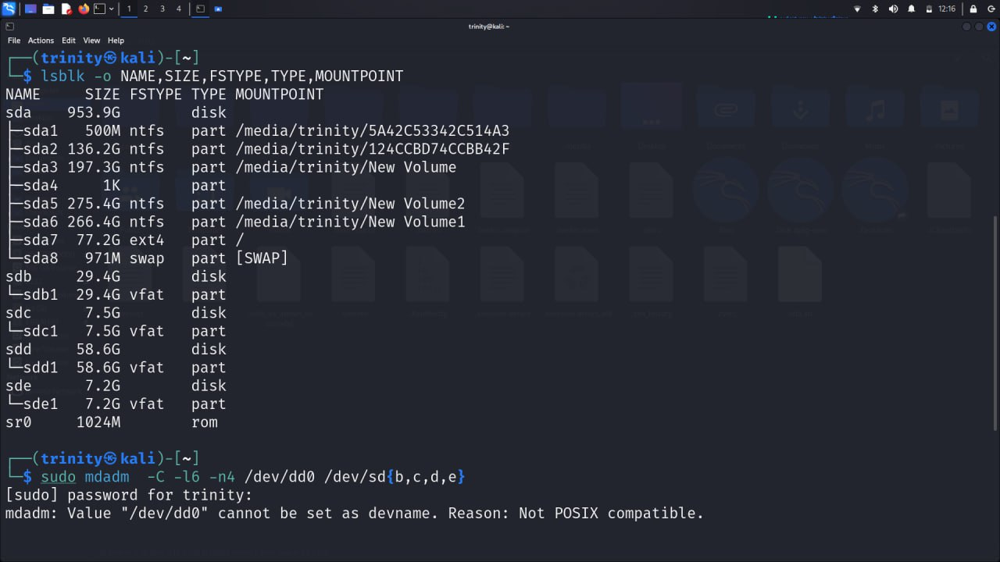 1 2 3 4
12:16
trinity@kali: ~
File Actions Edit View Help
┌──(trinity㉿kali)-[~]
└─$ lsblk -o NAME,SIZE,FSTYPE,TYPE,MOUNTPOINT
NAME SIZE FSTYPE TYPE MOUNTPOINT
sda 953.9G disk
├─sda1 500M ntfs part /media/trinity/5A42C53342C514A3
├─sda2 136.2G ntfs part /media/trinity/124CCBD74CCBB42F
├─sda3 197.3G ntfs part /media/trinity/New Volume
├─sda4 1K part
├─sda5 275.4G ntfs part /media/trinity/New Volume2
├─sda6 266.4G ntfs part /media/trinity/New Volume1
├─sda7 77.2G ext4 part /
└─sda8 971M swap part [SWAP]
sdb 29.4G disk
└─sdb1 29.4G vfat part
sdc 7.5G disk
└─sdc1 7.5G vfat part
sdd 58.6G disk
└─sdd1 58.6G vfat part
sde 7.2G disk
└─sde1 7.2G vfat part
sr0 1024M rom
┌──(trinity㉿kali)-[~]
└─$ sudo mdadm -C -l6 -n4 /dev/dd0 /dev/sd{b,c,d,e}
[sudo] password for trinity:
mdadm: Value "/dev/dd0" cannot be set as devname. Reason: Not POSIX compatible.